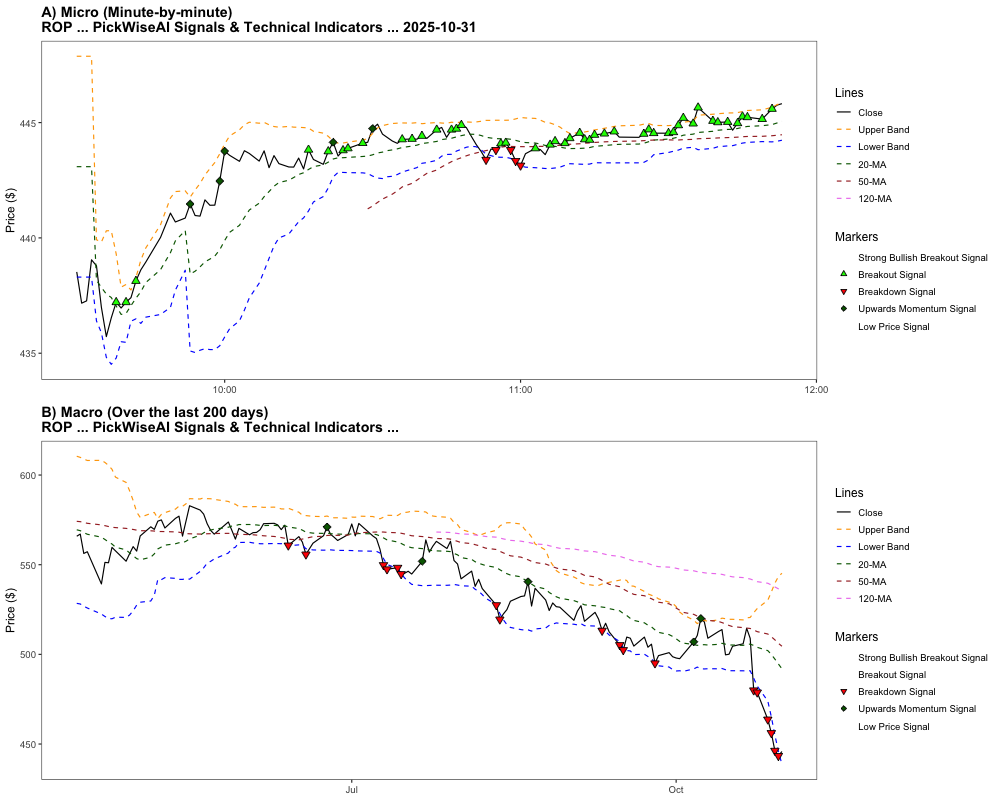 A) Micro (Minute-by-minute)
ROP ... PickWiseAI Signals & Technical Indicators ... 2025-10-31
Price ($)
445
440
435
10:00
11:00
12:00
Lines
Close
Upper Band
Lower Band
20-MA
50-MA
120-MA
Markers
Strong Bullish Breakout Signal
Breakout Signal
Breakdown Signal
Upwards Momentum Signal
Low Price Signal
B) Macro (Over the last 200 days)
ROP ... PickWiseAI Signals & Technical Indicators ...
Price ($)
600
550
500
450
Jul
Oct
Lines
Close
Upper Band
Lower Band
20-MA
50-MA
120-MA
Markers
Strong Bullish Breakout Signal
Breakout Signal
Breakdown Signal
Upwards Momentum Signal
Low Price Signal